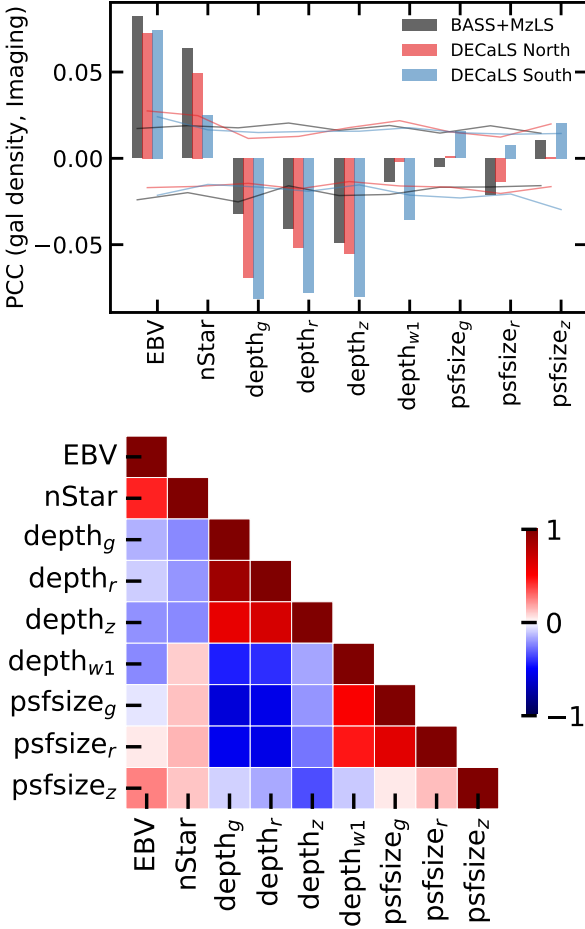 PCC (gal density, Imaging)
0.05
0.00
−0.05
BASS+MzLS
DECaLS North
DECaLS South
EBV
nStar
depth_g
depth_r
depth_z
depth_w1
psfsize_g
psfsize_r
psfsize_z
EBV
nStar
depth_g
depth_r
depth_z
depth_w1
psfsize_g
psfsize_r
psfsize_z
1
0
−1
EBV
nStar
depth_g
depth_r
depth_z
depth_w1
psfsize_g
psfsize_r
psfsize_z